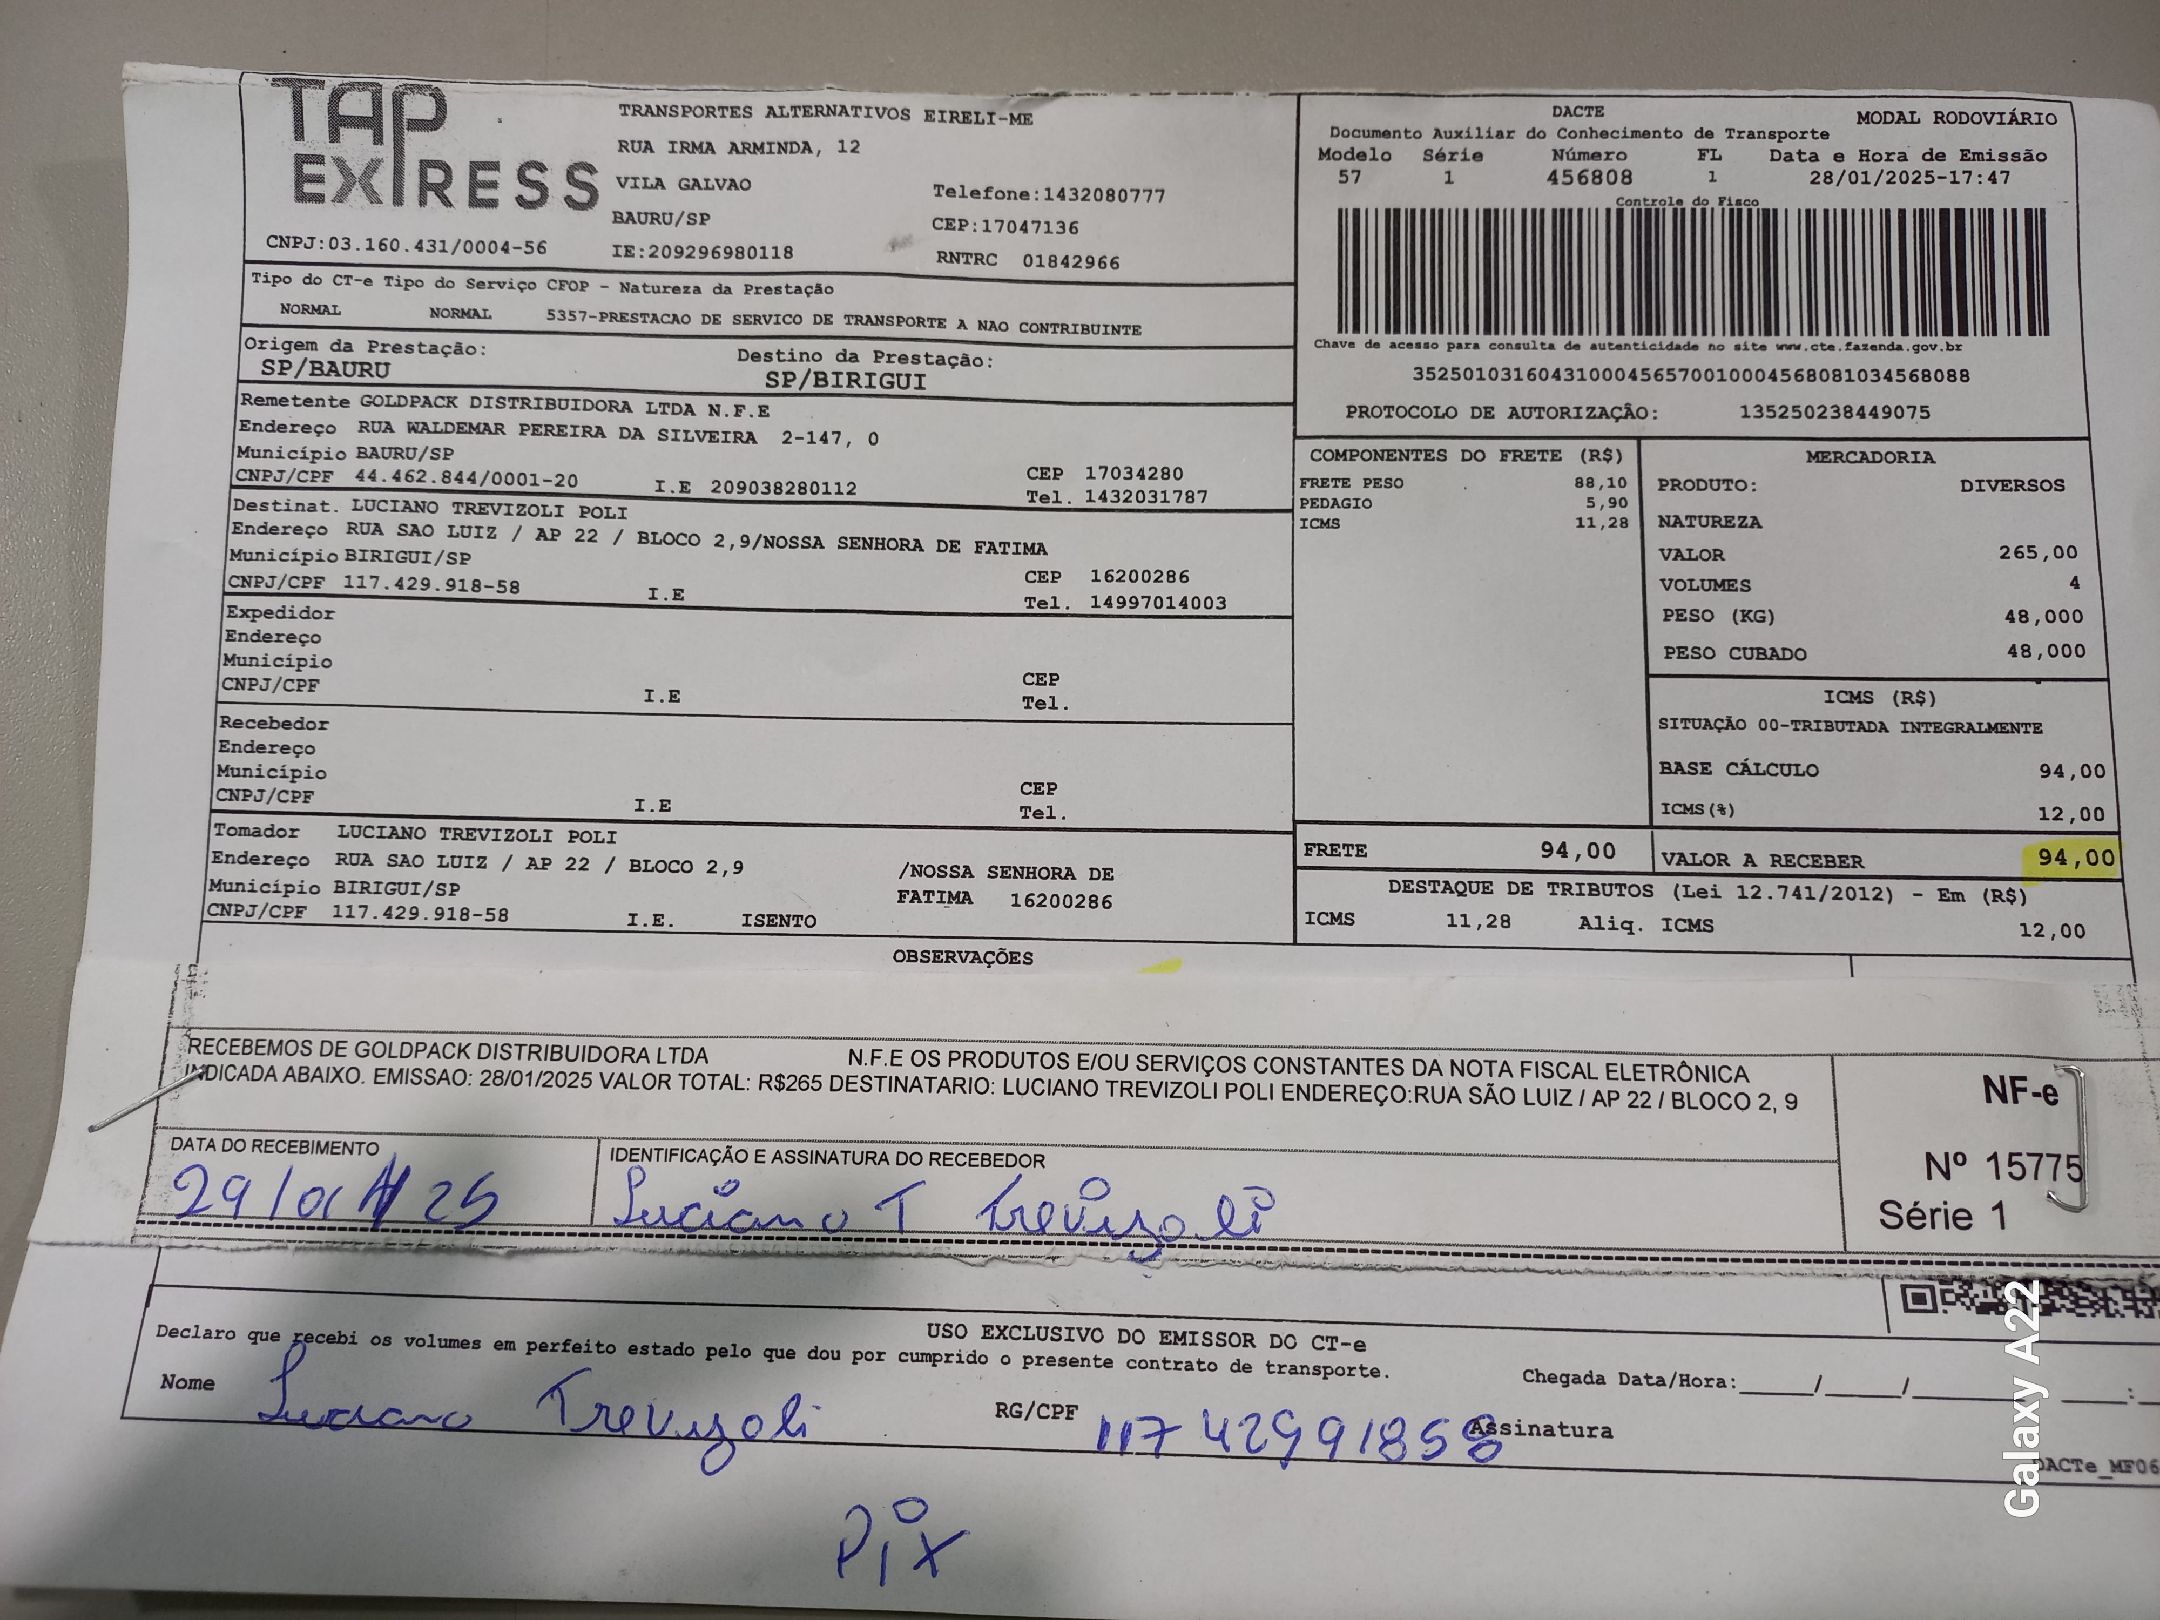 TAP EXPRESS
TRANSPORTES ALTERNATIVOS EIRELI-ME
RUA IRMA ARMINDA, 12
VILA GALVAO
Telefone:1432080777
BAURU/SP
CEP:17047136
CNPJ:03.160.431/0004-56
IE:209296980118
RNTRC 01842966
DACTE
MODAL RODOVIÁRIO
Documento Auxiliar do Conhecimento de Transporte
Modelo Série Número FL Data e Hora de Emissão
57 1 456808 1 28/01/2025-17:47
Controle do Fisco
Chave de acesso para consulta de autenticidade no site www.cte.fazenda.gov.br
35250103160431000456570010004568081034568088
PROTOCOLO DE AUTORIZAÇÃO: 135250238449075
Tipo do CT-e Tipo do Serviço CFOP - Natureza da Prestação
NORMAL NORMAL 5357-PRESTACAO DE SERVICO DE TRANSPORTE A NAO CONTRIBUINTE
Origem da Prestação: Destino da Prestação:
SP/BAURU SP/BIRIGUI
Remetente GOLDPACK DISTRIBUIDORA LTDA N.F.E
Endereço RUA WALDEMAR PEREIRA DA SILVEIRA 2-147, 0
Município BAURU/SP CEP 17034280
CNPJ/CPF 44.462.844/0001-20 I.E 209038280112 Tel. 1432031787
Destinat. LUCIANO TREVIZOLI POLI
Endereço RUA SAO LUIZ / AP 22 / BLOCO 2,9/NOSSA SENHORA DE FATIMA
Município BIRIGUI/SP CEP 16200286
CNPJ/CPF 117.429.918-58 I.E Tel. 14997014003
Expedidor
Endereço
Município CEP
CNPJ/CPF I.E Tel.
Recebedor
Endereço
Município CEP
CNPJ/CPF I.E Tel.
Tomador LUCIANO TREVIZOLI POLI
Endereço RUA SAO LUIZ / AP 22 / BLOCO 2,9 /NOSSA SENHORA DE
Município BIRIGUI/SP FATIMA 16200286
CNPJ/CPF 117.429.918-58 I.E. ISENTO
COMPONENTES DO FRETE (R$)
FRETE PESO 88,10
PEDAGIO 5,90
ICMS 11,28
MERCADORIA
PRODUTO: DIVERSOS
NATUREZA
VALOR 265,00
VOLUMES 4
PESO (KG) 48,000
PESO CUBADO 48,000
ICMS (R$)
SITUAÇÃO 00-TRIBUTADA INTEGRALMENTE
BASE CÁLCULO 94,00
ICMS(%) 12,00
FRETE 94,00 VALOR A RECEBER 94,00
DESTAQUE DE TRIBUTOS (Lei 12.741/2012) - Em (R$)
ICMS 11,28 Aliq. ICMS 12,00
OBSERVAÇÕES
RECEBEMOS DE GOLDPACK DISTRIBUIDORA LTDA N.F.E OS PRODUTOS E/OU SERVIÇOS CONSTANTES DA NOTA FISCAL ELETRÔNICA
INDICADA ABAIXO. EMISSAO: 28/01/2025 VALOR TOTAL: R$265 DESTINATARIO: LUCIANO TREVIZOLI POLI ENDEREÇO:RUA SÃO LUIZ / AP 22 / BLOCO 2, 9
NF-e
Nº 15775
Série 1
DATA DO RECEBIMENTO IDENTIFICAÇÃO E ASSINATURA DO RECEBEDOR
29/01/25 Luciano T Trevizoli
USO EXCLUSIVO DO EMISSOR DO CT-e
Declaro que recebi os volumes em perfeito estado pelo que dou por cumprido o presente contrato de transporte.
Chegada Data/Hora:_____/_____/_______ ____:__
Nome Luciano Trevizoli RG/CPF 11742991858 Assinatura
DACTe_MF06
Pix
Galaxy A22